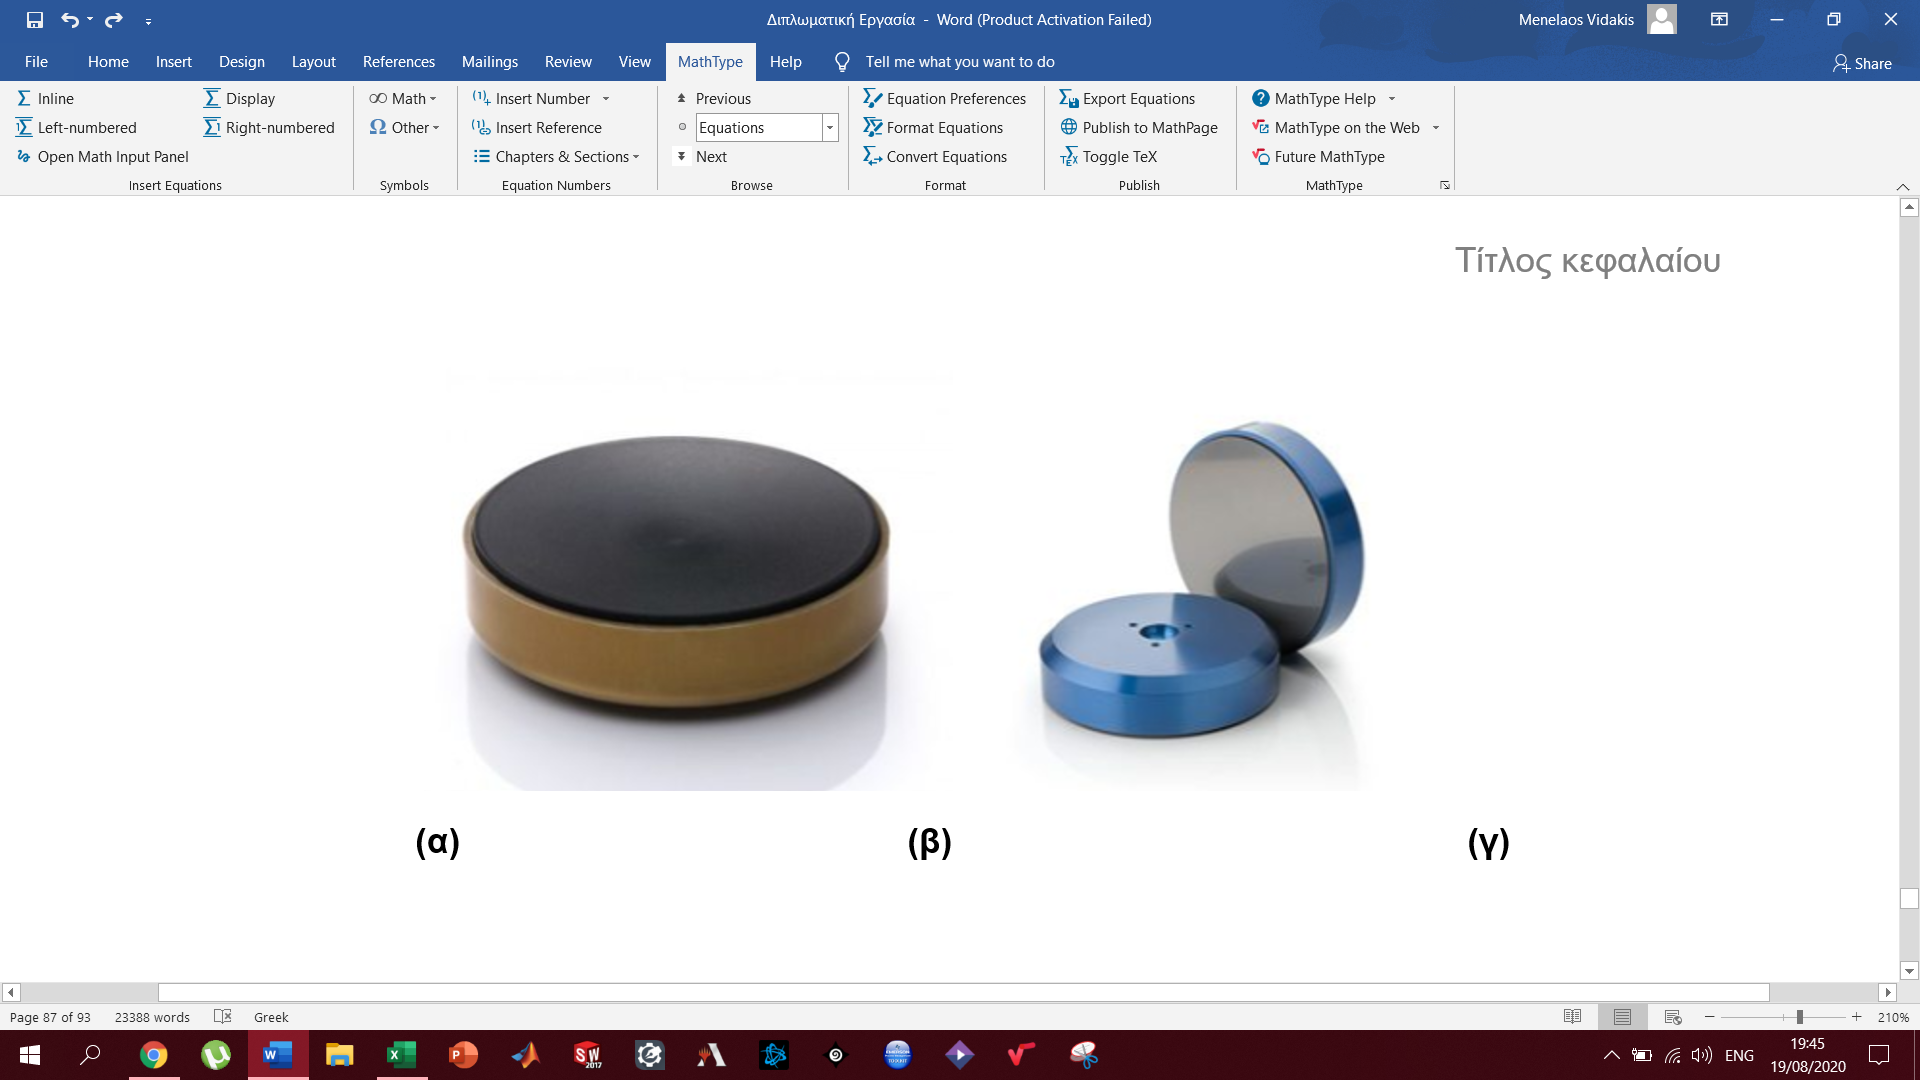 Διπλωματική Εργασία - Word (Product Activation Failed)
Menelaos Vidakis
File Home Insert Design Layout References Mailings Review View MathType Help Tell me what you want to do Share
Inline
Left-numbered
Open Math Input Panel
Display
Right-numbered
Insert Equations
Math
Other
Symbols
Insert Number
Insert Reference
Chapters & Sections
Equation Numbers
Previous
Equations
Next
Browse
Equation Preferences
Format Equations
Convert Equations
Format
Export Equations
Publish to MathPage
Toggle TeX
Publish
MathType Help
MathType on the Web
Future MathType
MathType
Τίτλος κεφαλαίου
(α) (β) (γ)
Page 87 of 93 23388 words Greek 210%
SW 2017
ENG
19:45
19/08/2020